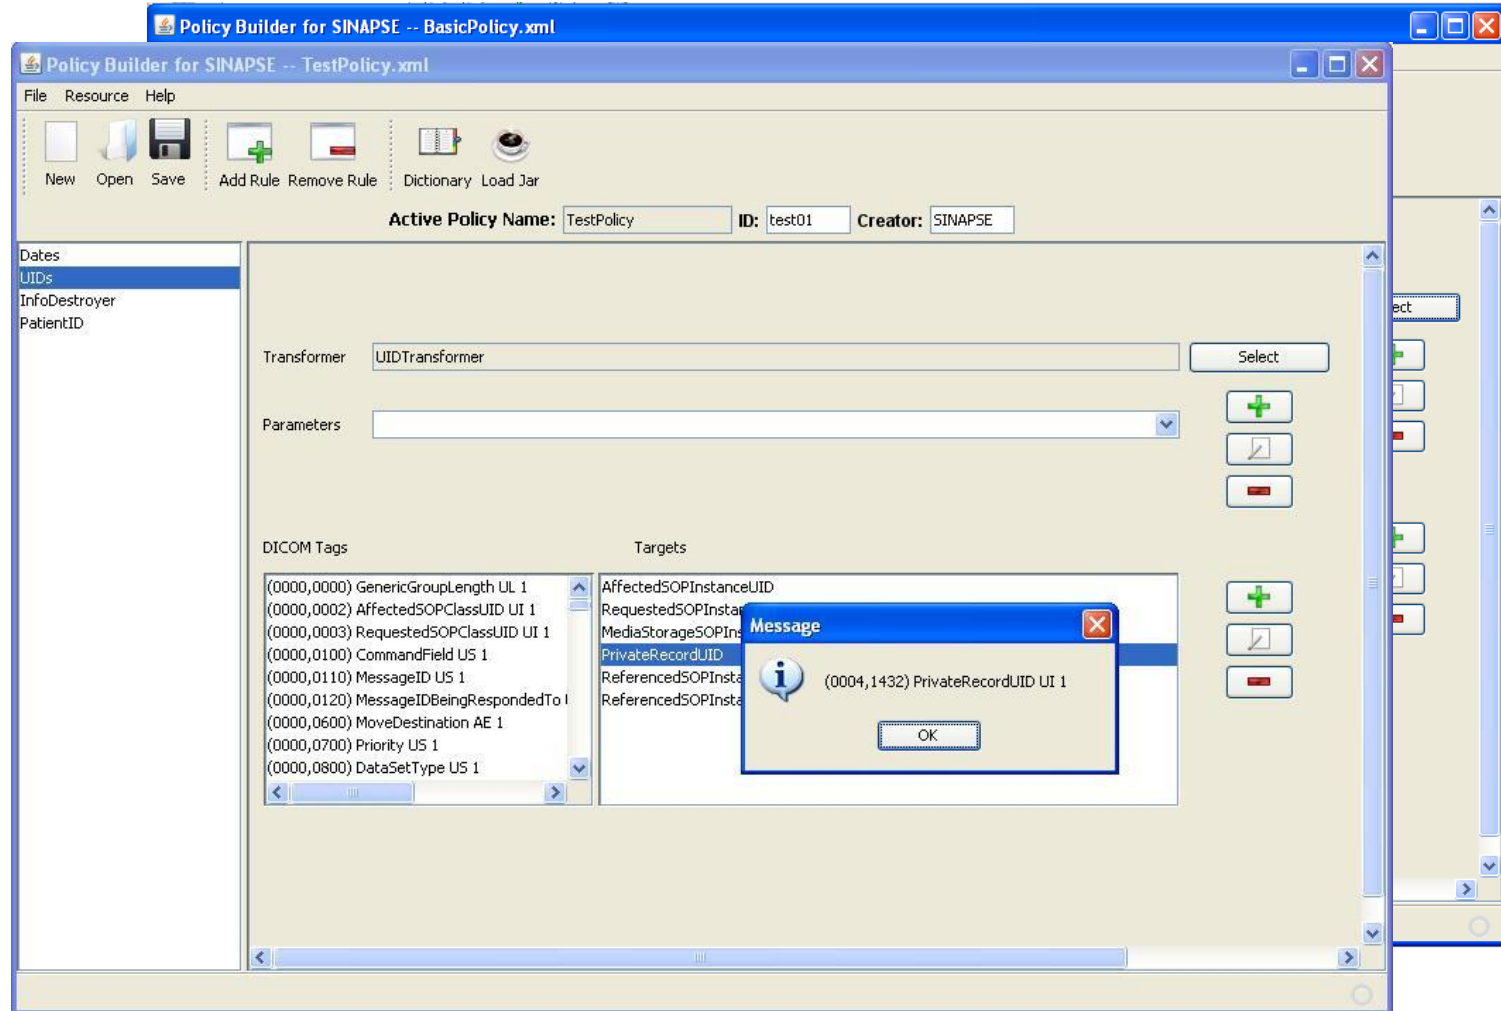 Policy Builder for SINAPSE -- BasicPolicy.xml
Policy Builder for SINAPSE -- TestPolicy.xml
File Resource Help
New Open Save Add Rule Remove Rule Dictionary Load Jar
Active Policy Name: TestPolicy ID: test01 Creator: SINAPSE
Dates
UIDs
InfoDestroyer
PatientID
ect
Transformer UIDTransformer Select
Parameters
DICOM Tags Targets
(0000,0000) GenericGroupLength UL 1
(0000,0002) AffectedSOPClassUID UI 1
(0000,0003) RequestedSOPClassUID UI 1
(0000,0100) CommandField US 1
(0000,0110) MessageID US 1
(0000,0120) MessageIDBeingRespondedTo
(0000,0600) MoveDestination AE 1
(0000,0700) Priority US 1
(0000,0800) DataSetType US 1
AffectedSOPInstanceUID
RequestedSOPInsta
MediaStorageSOPIns
PrivateRecordUID
ReferencedSOPInsta
ReferencedSOPInsta
Message
(0004,1432) PrivateRecordUID UI 1
OK